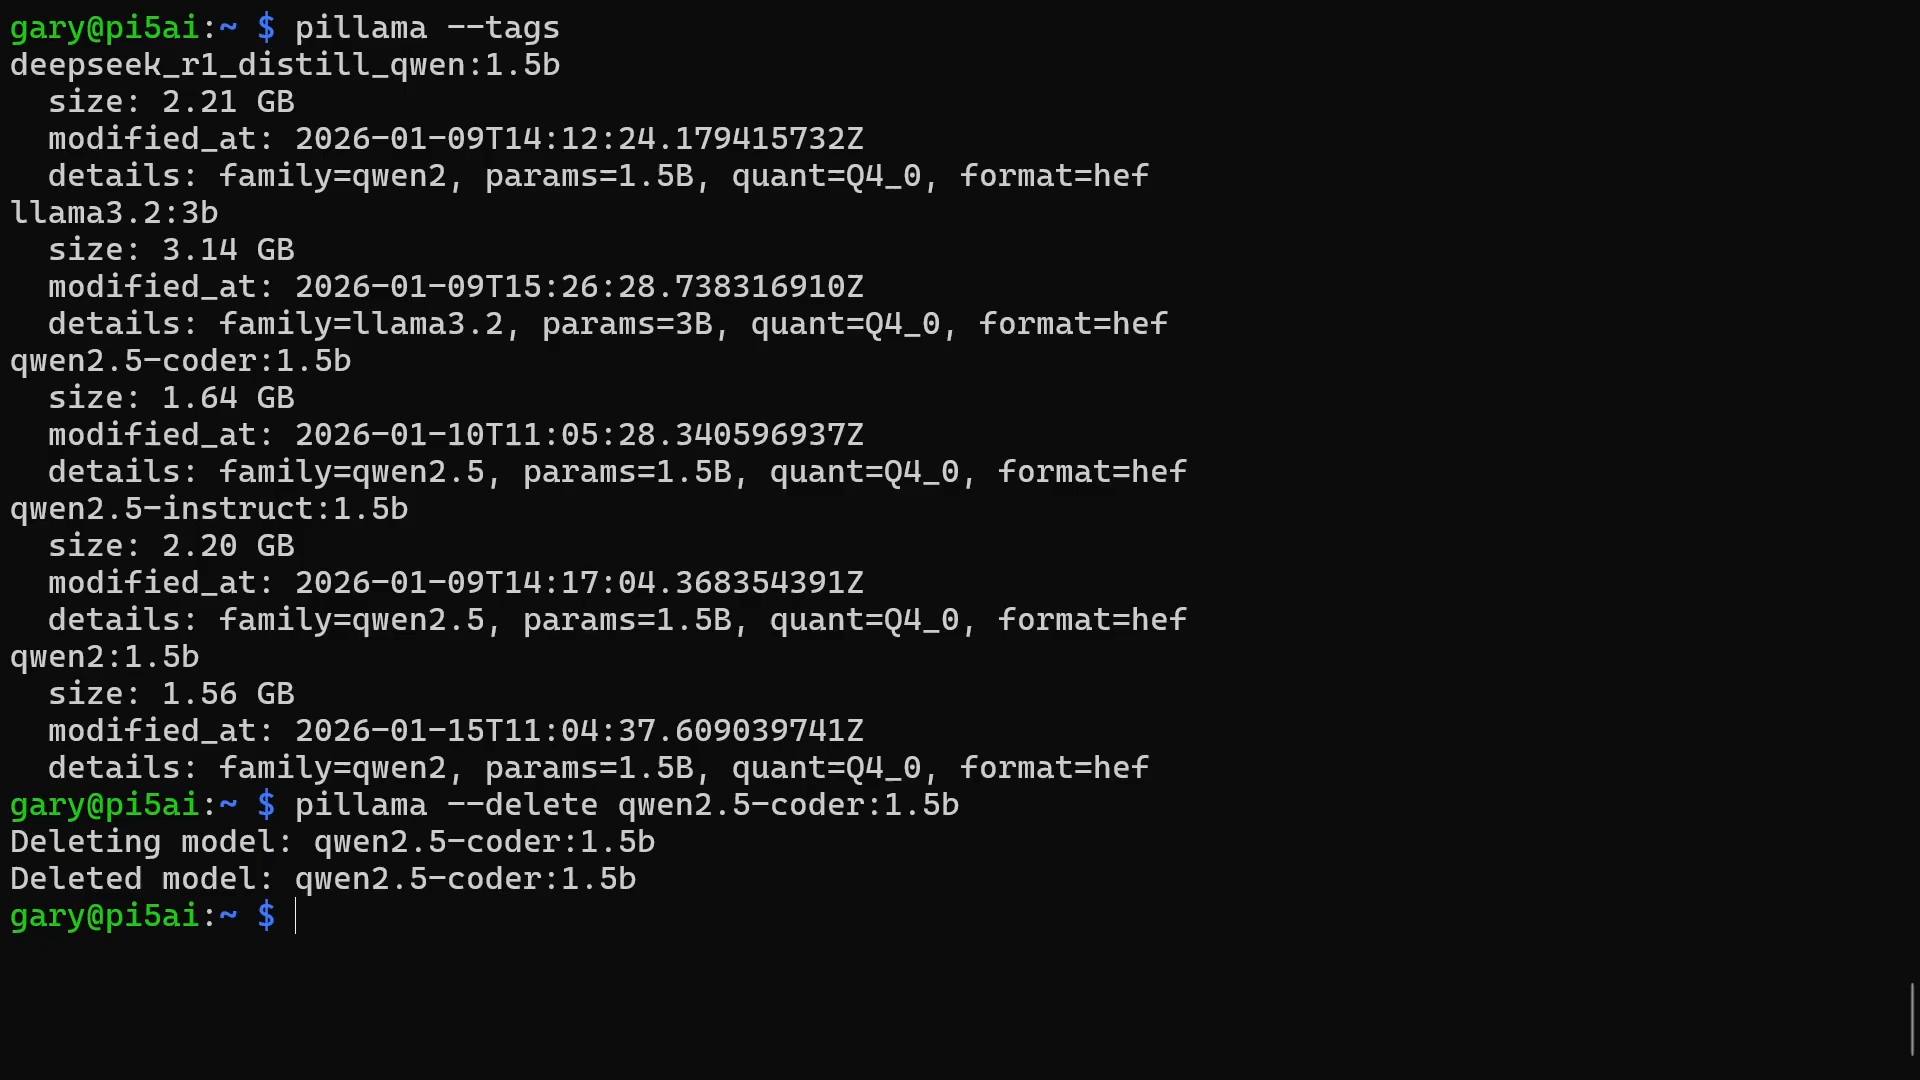 gary@pi5ai:~ $ pillama --tags
deepseek_r1_distill_qwen:1.5b
  size: 2.21 GB
  modified_at: 2026-01-09T14:12:24.179415732Z
  details: family=qwen2, params=1.5B, quant=Q4_0, format=hef
llama3.2:3b
  size: 3.14 GB
  modified_at: 2026-01-09T15:26:28.738316910Z
  details: family=llama3.2, params=3B, quant=Q4_0, format=hef
qwen2.5-coder:1.5b
  size: 1.64 GB
  modified_at: 2026-01-10T11:05:28.340596937Z
  details: family=qwen2.5, params=1.5B, quant=Q4_0, format=hef
qwen2.5-instruct:1.5b
  size: 2.20 GB
  modified_at: 2026-01-09T14:17:04.368354391Z
  details: family=qwen2.5, params=1.5B, quant=Q4_0, format=hef
qwen2:1.5b
  size: 1.56 GB
  modified_at: 2026-01-15T11:04:37.609039741Z
  details: family=qwen2, params=1.5B, quant=Q4_0, format=hef
gary@pi5ai:~ $ pillama --delete qwen2.5-coder:1.5b
Deleting model: qwen2.5-coder:1.5b
Deleted model: qwen2.5-coder:1.5b
gary@pi5ai:~ $